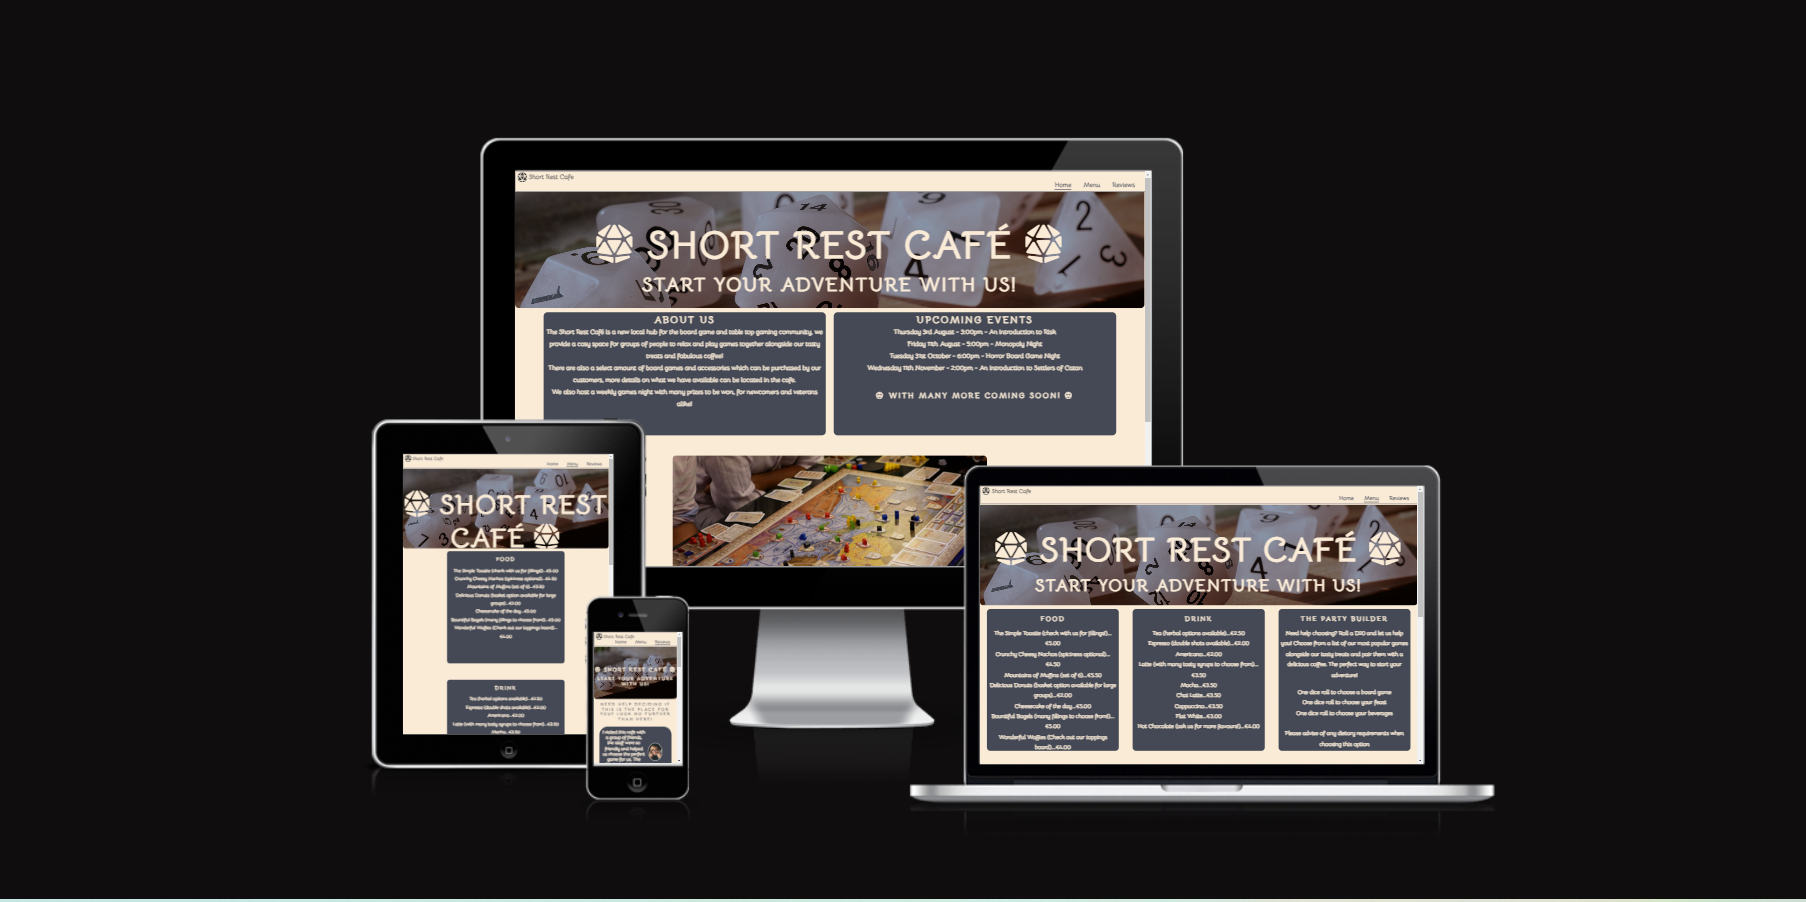 Short Rest Cafe
Home Menu Reviews
SHORT REST CAFÉ
START YOUR ADVENTURE WITH US!
ABOUT US
The Short Rest Café is a new local hub for the board game and table top gaming community, we
provide a cosy space for groups of people to relax and play games together alongside our tasty
treats and fabulous coffee!
There are also a select amount of board games and accessories which can be purchased by our
customers, more details on what we have available can be located in the cafe.
We also host a weekly games night with many prizes to be won, for newcomers and veterans
alike!
UPCOMING EVENTS
Thursday 3rd August - 3:00pm - An Introduction to Risk
Friday 11th August - 5:00pm - Monopoly Night
Tuesday 31st October - 6:00pm - Horror Board Game Night
Wednesday 11th November - 2:00pm - An Introduction to Settlers of Catan
WITH MANY MORE COMING SOON!
Short Rest Cafe
Home Menu Reviews
SHORT REST
CAFÉ
FOOD
The Simple Toastie (check with us for fillings)...€5.00
Crunchy Cheesy Nachos (spiciness optional)...€4.50
Mountains of Muffins (set of 6)...€3.50
Delicious Donuts (basket option available for large
groups)...€2.00
Cheesecake of the day...€3.00
Bountiful Bagels (many fillings to choose from)...€5.00
Wonderful Waffles (Check out our toppings board)...
€4.00
DRINK
Tea (herbal options available)...€2.50
Espresso (double shots available)...€2.00
Americano...€2.00
Latte (with many tasty syrups to choose from)...€3.50
Mocha...€3.50
Short Rest Cafe
Home Menu Reviews
SHORT REST CAFÉ
START YOUR ADVENTURE
WITH US!
NEED HELP DECIDING IF
THIS IS THE PLACE FOR
YOU? LOOK NO FURTHER
THAN HERE!
I visited this cafe with
a group of friends,
the staff were so
friendly and helped
us choose the perfect
game for us. The
Short Rest Cafe
Home Menu Reviews
SHORT REST CAFÉ
START YOUR ADVENTURE WITH US!
FOOD
The Simple Toastie (check with us for fillings)...
€5.00
Crunchy Cheesy Nachos (spiciness optional)...
€4.50
Mountains of Muffins (set of 6)...€3.50
Delicious Donuts (basket option available for large
groups)...€2.00
Cheesecake of the day...€3.00
Bountiful Bagels (many fillings to choose from)...
€5.00
Wonderful Waffles (Check out our toppings
board)...€4.00
DRINK
Tea (herbal options available)...€2.50
Espresso (double shots available)...€2.00
Americano...€2.00
Latte (with many tasty syrups to choose from)...
€3.50
Mocha...€3.50
Chai Latte...€3.50
Cappuccino...€3.50
Flat White...€3.00
Hot Chocolate (ask us for more flavours!)...€4.00
THE PARTY BUILDER
Need help choosing? Roll a D20 and let us help
you! Choose from a list of our most popular games
alongside our tasty treats and pair them with a
delicious coffee. The perfect way to start your
adventure!
One dice roll to choose a board game
One dice roll to choose your feast
One dice roll to choose your beverages
Please advise of any dietary requirements when
choosing this option